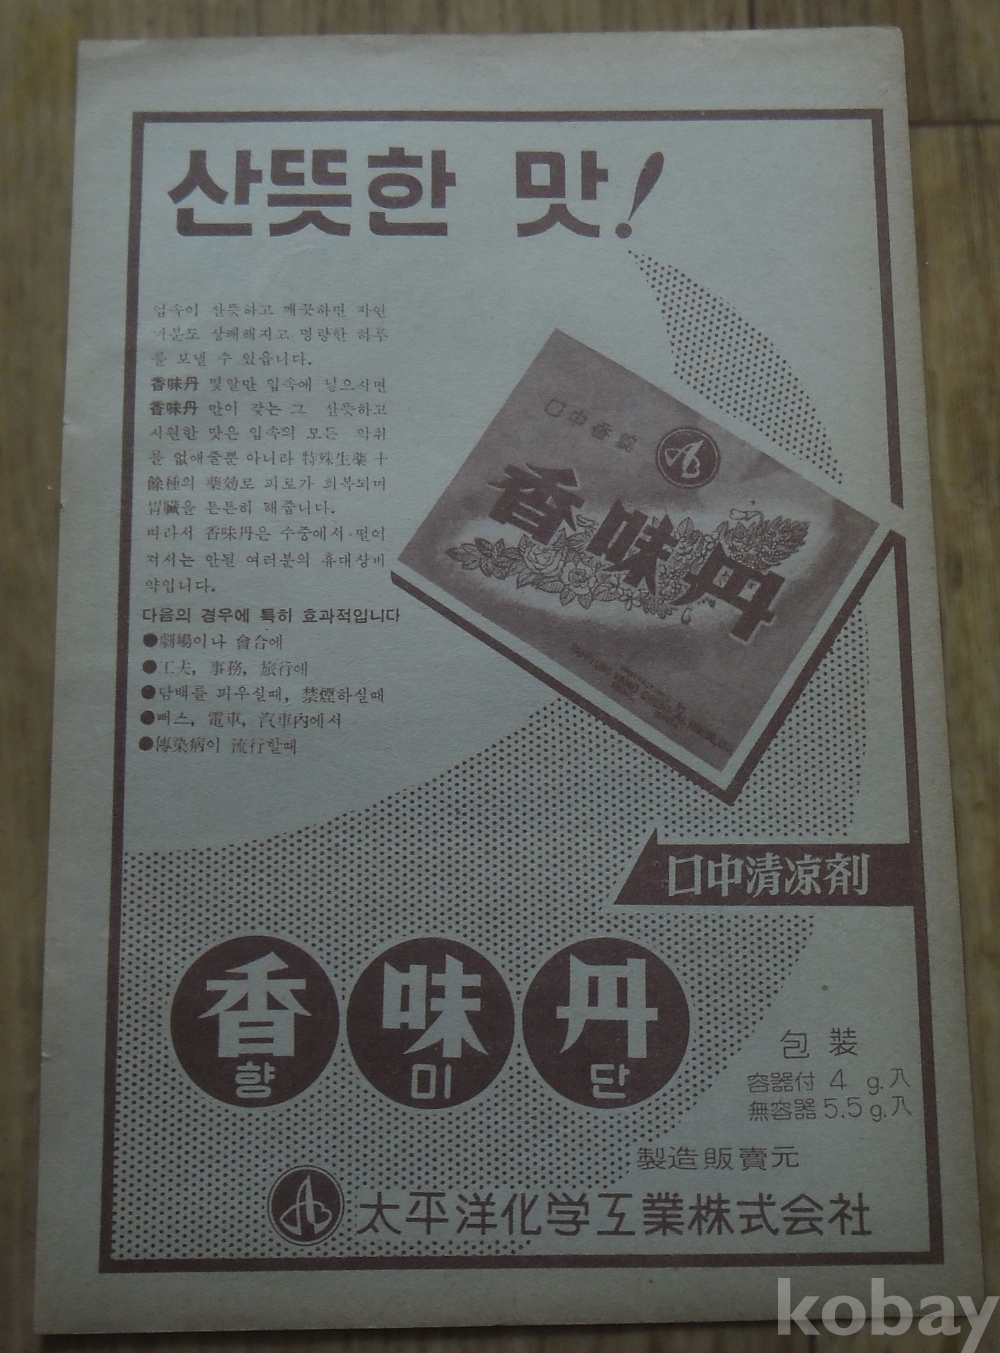 산뜻한 맛!
입속이 산뜻하고 깨끗하면 자연
기분도 상쾌해지고 명랑한 하루
를 보낼 수 있읍니다.
香味丹 몇알만 입속에 넣으시면
香味丹 만이 갖는 그 산뜻하고
시원한 맛은 입속의 모든 악취
를 없애줄뿐 아니라 特殊生薬十
餘種의 薬効로 피로가 회복되며
胃臓을 튼튼히 해줍니다.
따라서 香味丹은 수중에서 떨어
져서는 안될 여러분의 휴대상비
약입니다.
다음의 경우에 특히 효과적입니다
●劇場이나 會合에
●工夫, 事務, 旅行에
●담배를 피우실때, 禁煙하실때
●뻐스, 電車, 汽車內에서
●傳染病이 流行할때
口中香錠
香味丹
口中清凉剤
香味丹
향미단
包装
容器付 4 g.入
無容器 5.5g.入
製造販賣元
太平洋化学工業株式会社
kobay